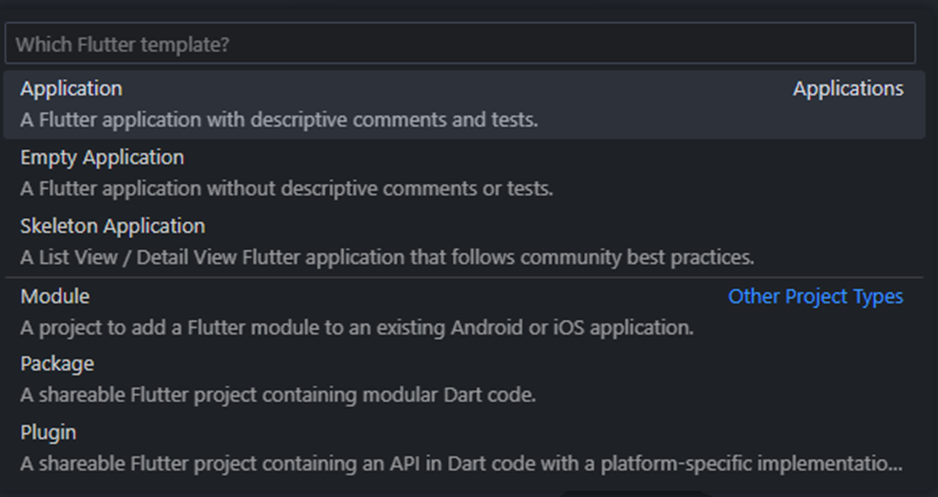 Which Flutter template?
Application Applications
A Flutter application with descriptive comments and tests.
Empty Application
A Flutter application without descriptive comments or tests.
Skeleton Application
A List View / Detail View Flutter application that follows community best practices.
Module Other Project Types
A project to add a Flutter module to an existing Android or iOS application.
Package
A shareable Flutter project containing modular Dart code.
Plugin
A shareable Flutter project containing an API in Dart code with a platform-specific implementatio...